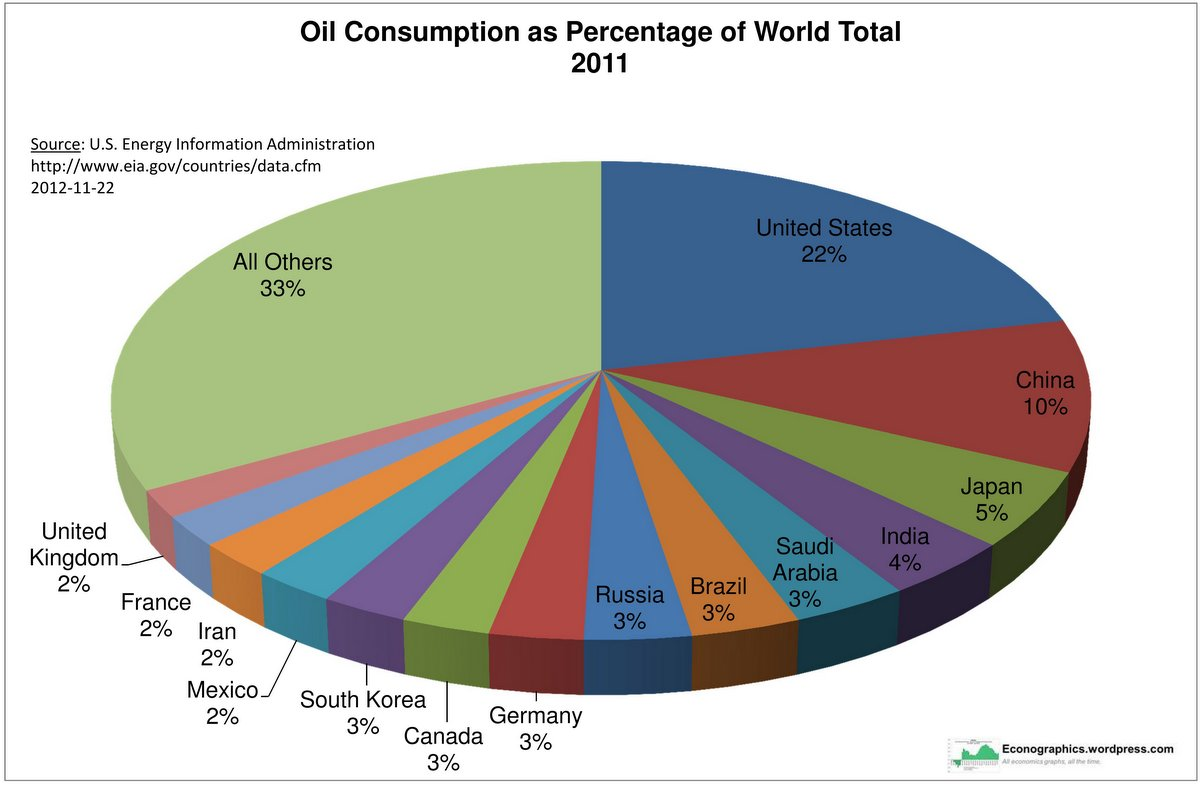 Oil Consumption as Percentage of World Total
2011
Source: U.S. Energy Information Administration
http://www.eia.gov/countries/data.cfm
2012-11-22
United States
22%
China
10%
Japan
5%
India
4%
Saudi
Arabia
3%
Brazil
3%
Russia
3%
Germany
3%
Canada
3%
South Korea
3%
Mexico
2%
Iran
2%
France
2%
United
Kingdom
2%
All Others
33%
Econographics.wordpress.com
All economics graphs, all the time.